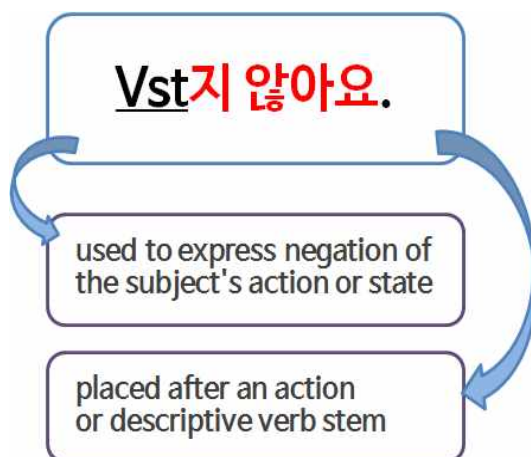 Vst지 않아요.
used to express negation of
the subject's action or state
placed after an action
or descriptive verb stem